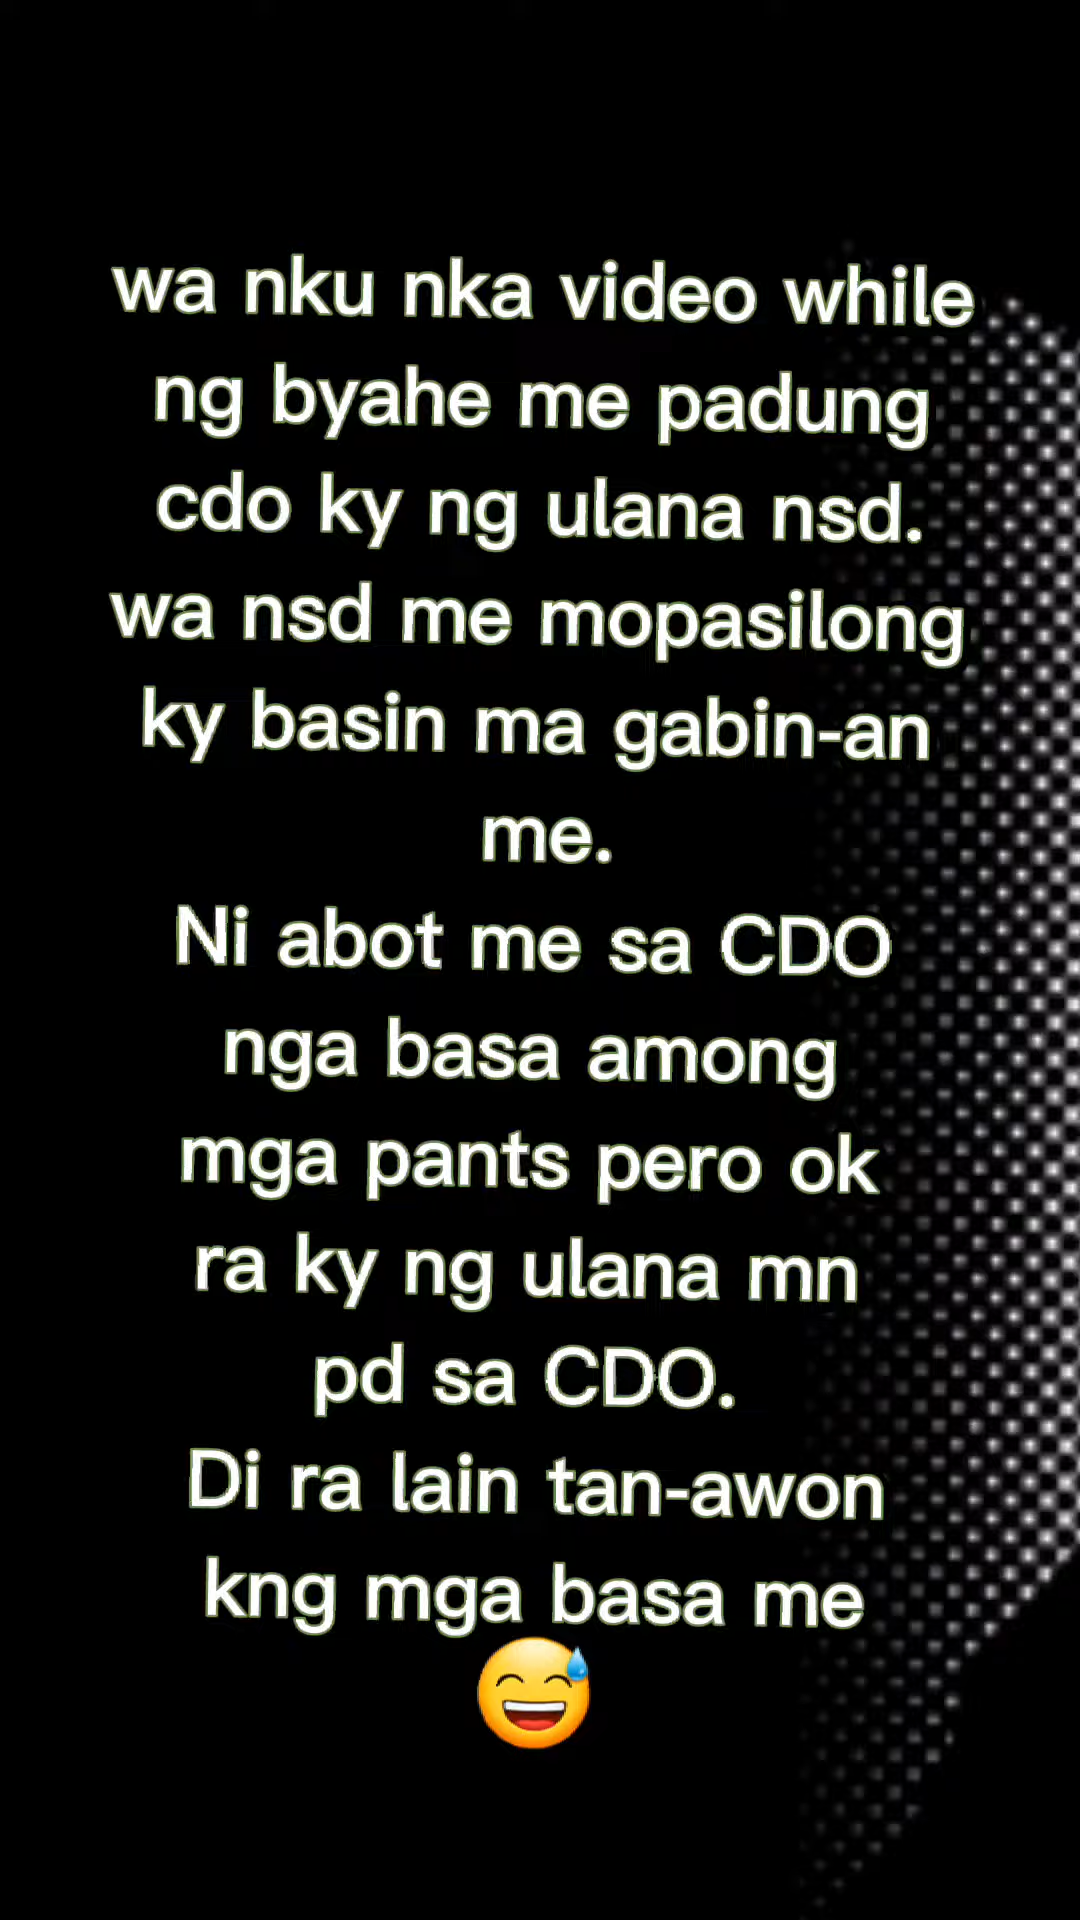 wa nku nka video while
ng byahe me padung
cdo ky ng ulana nsd.
wa nsd me mopasilong
ky basin ma gabin-an
me.
Ni abot me sa CDO
nga basa among
mga pants pero ok
ra ky ng ulana mn
pd sa CDO.
Di ra lain tan-awon
kng mga basa me
😅